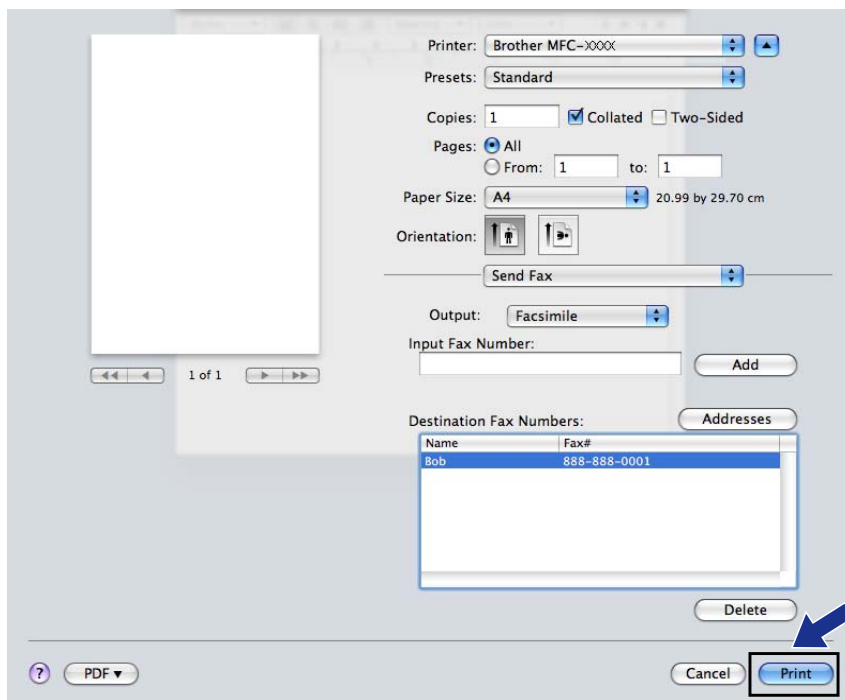 Printer: Brother MFC-XXXX
Presets: Standard
Copies: 1 Collated Two-Sided
Pages: All
From: 1 to: 1
Paper Size: A4 20.99 by 29.70 cm
Orientation:
Send Fax
Output: Facsimile
Input Fax Number:
Add
1 of 1
Destination Fax Numbers: Addresses
Name Fax#
Bob 888-888-0001
Delete
? PDF Cancel Print